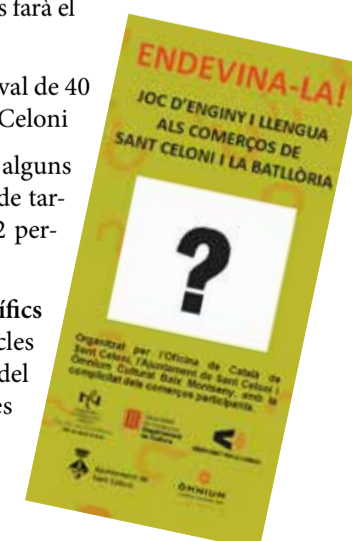 s farà el
val de 40
Celoni
alguns
de tar-
2 per-
ífics
cles
del
es
ENDEVINA-LA!
JOC D'ENGINY I LLENGUA
ALS COMERÇOS DE
SANT CELONI I LA BATLLÒRIA
?
Organitzat per l'Oficina de Català de
Sant Celoni, l'Ajuntament de Sant Celoni i
Òmnium Cultural Baix Montseny, amb la
complicitat dels comerços participants.
Ajuntament de
Sant Celoni
ÒMNIUM